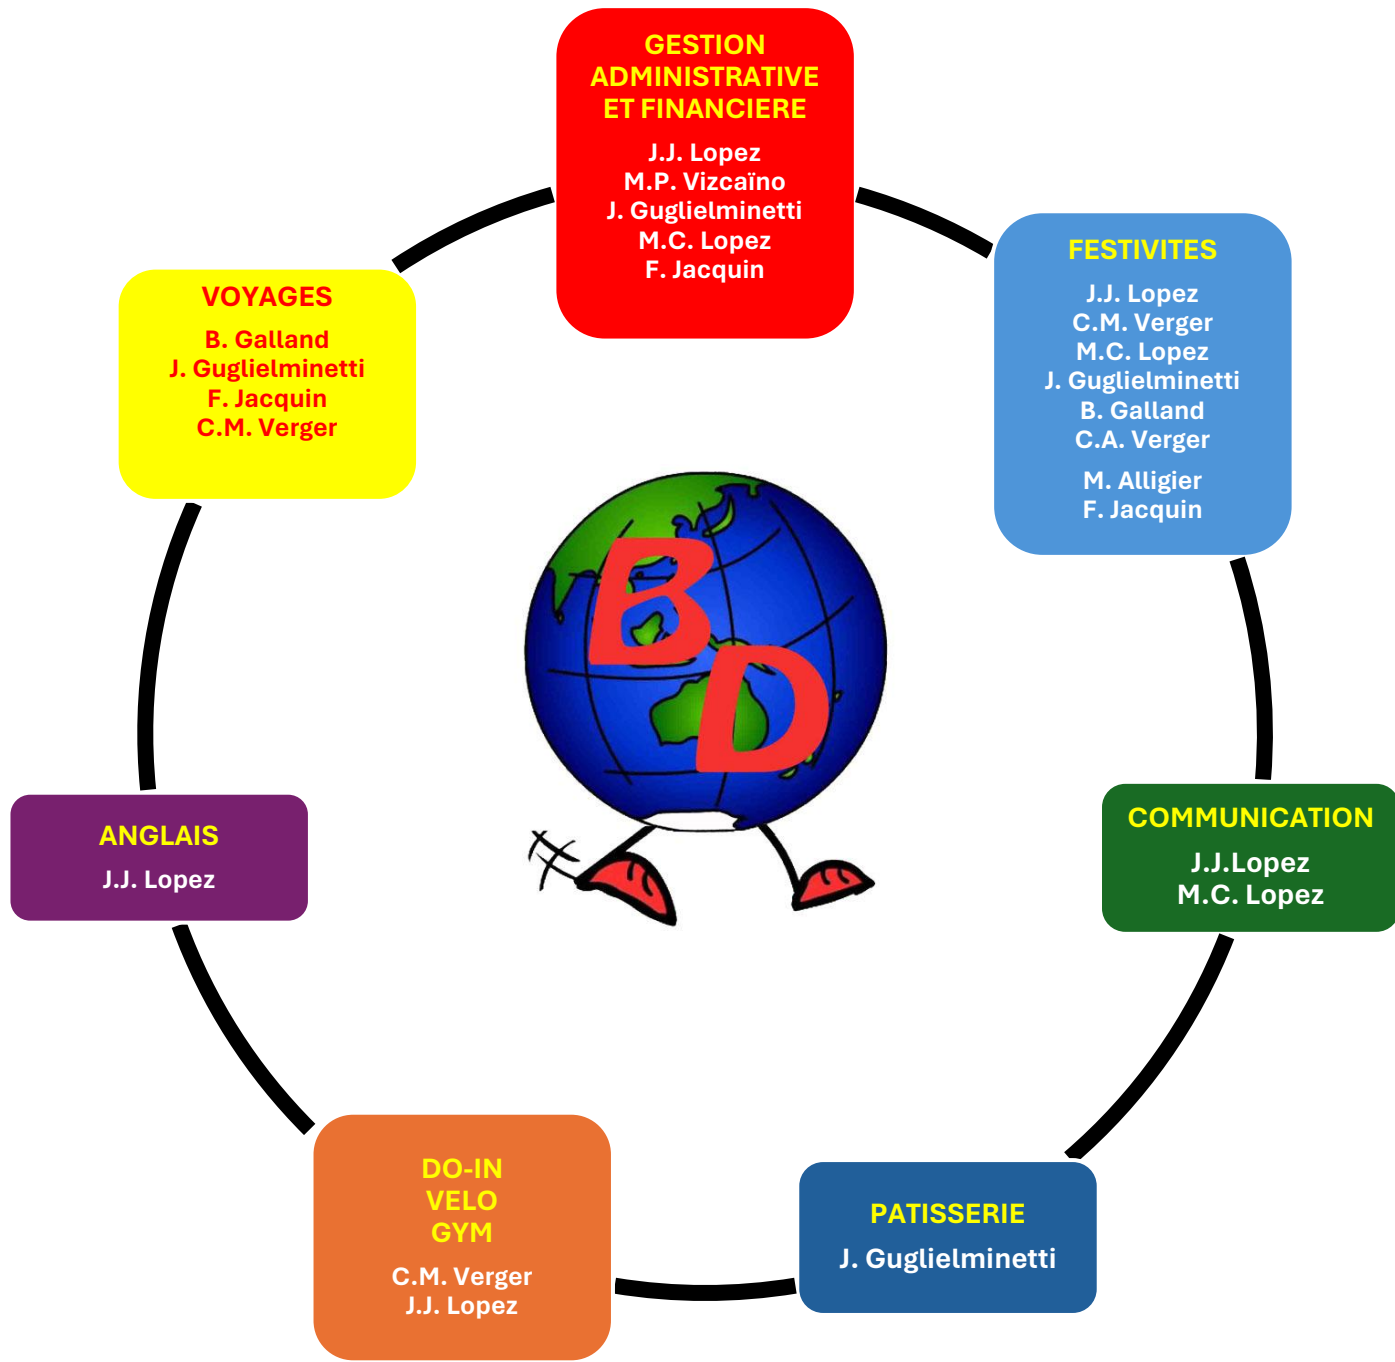 GESTION
ADMINISTRATIVE
ET FINANCIERE
J.J. Lopez
M.P. Vizcaïno
J. Guglielminetti
M.C. Lopez
F. Jacquin
FESTIVITES
J.J. Lopez
C.M. Verger
M.C. Lopez
J. Guglielminetti
B. Galland
C.A. Verger
M. Alligier
F. Jacquin
COMMUNICATION
J.J.Lopez
M.C. Lopez
PATISSERIE
J. Guglielminetti
DO-IN
VELO
GYM
C.M. Verger
J.J. Lopez
ANGLAIS
J.J. Lopez
VOYAGES
B. Galland
J. Guglielminetti
F. Jacquin
C.M. Verger
B
D